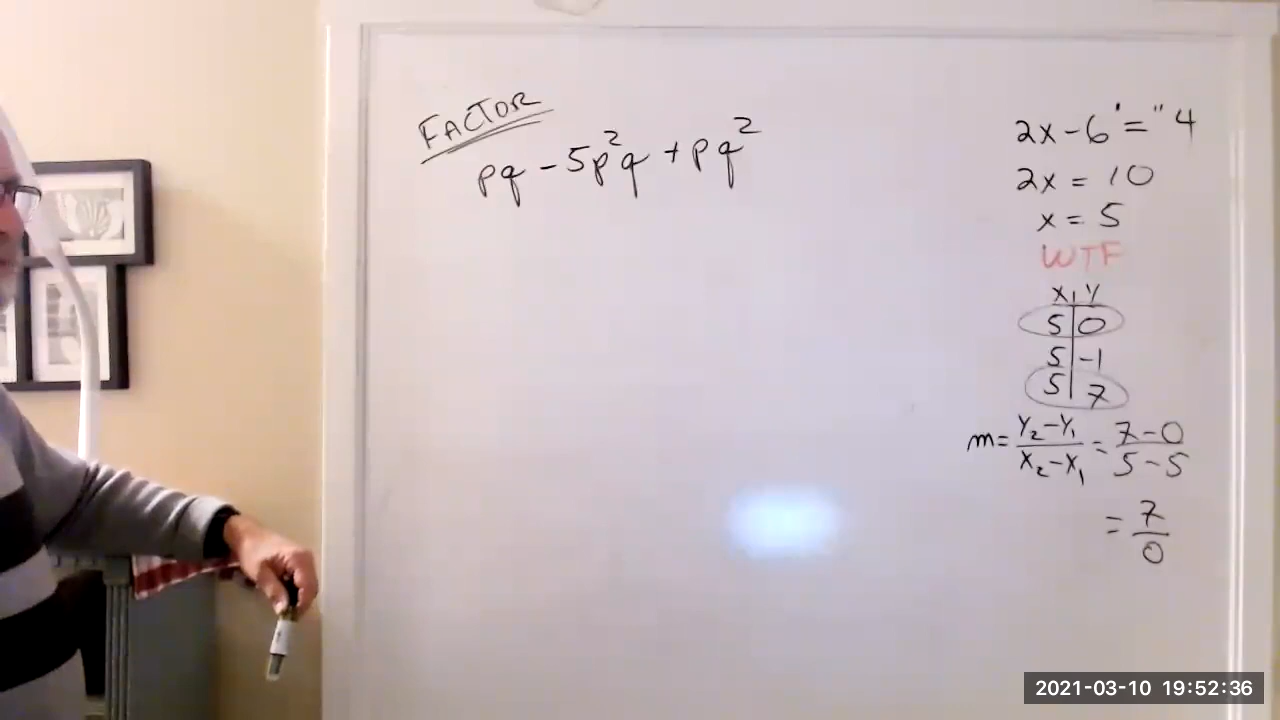 FACTOR
pq - 5p²q + pq²
2x - 6 ' = " 4
2x = 10
x = 5
WTF
x | y
5 | 0
5 | -1
5 | 7
m = y₂ - y₁ / x₂ - x₁ = 7 - 0 / 5 - 5
= 7 / 0
2021-03-10 19:52:36